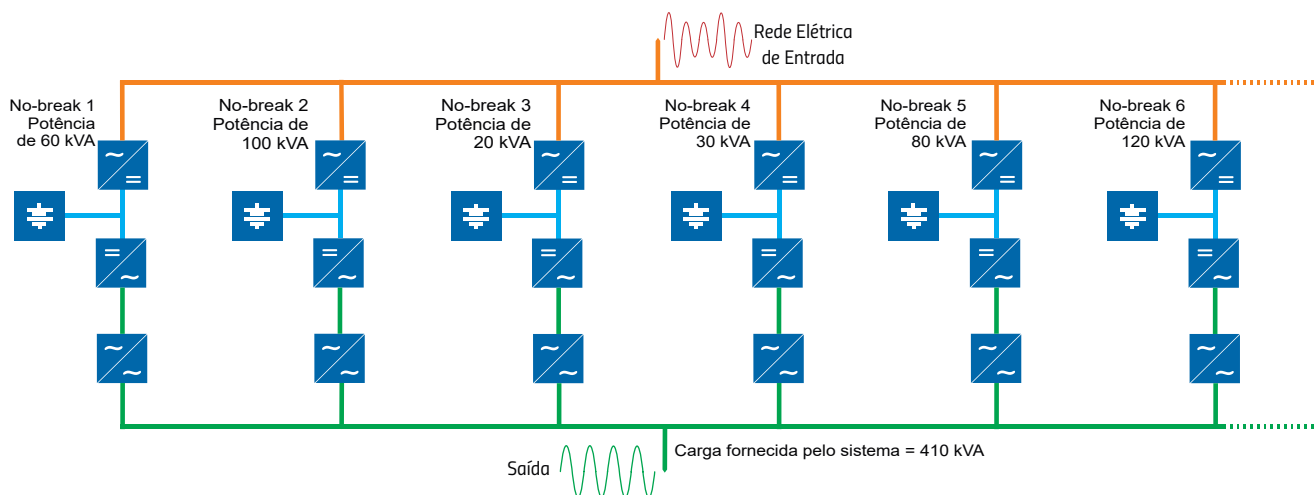 Rede Elétrica
de Entrada
No-break 1
Potência
de 60 kVA
No-break 2
Potência de
100 kVA
No-break 3
Potência de
20 kVA
No-break 4
Potência de
30 kVA
No-break 5
Potência de
80 kVA
No-break 6
Potência de
120 kVA
Carga fornecida pelo sistema = 410 kVA
Saída